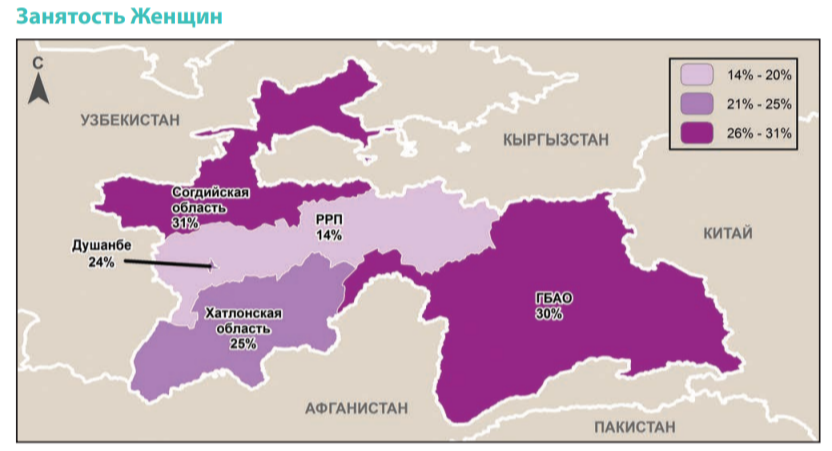 Занятость Женщин
С
14% - 20%
21% - 25%
26% - 31%
УЗБЕКИСТАН
КЫРГЫЗСТАН
Согдийская
область
31%
РРП
14%
КИТАЙ
Душанбе
24%
ГБАО
30%
Хатлонская
область
25%
АФГАНИСТАН
ПАКИСТАН